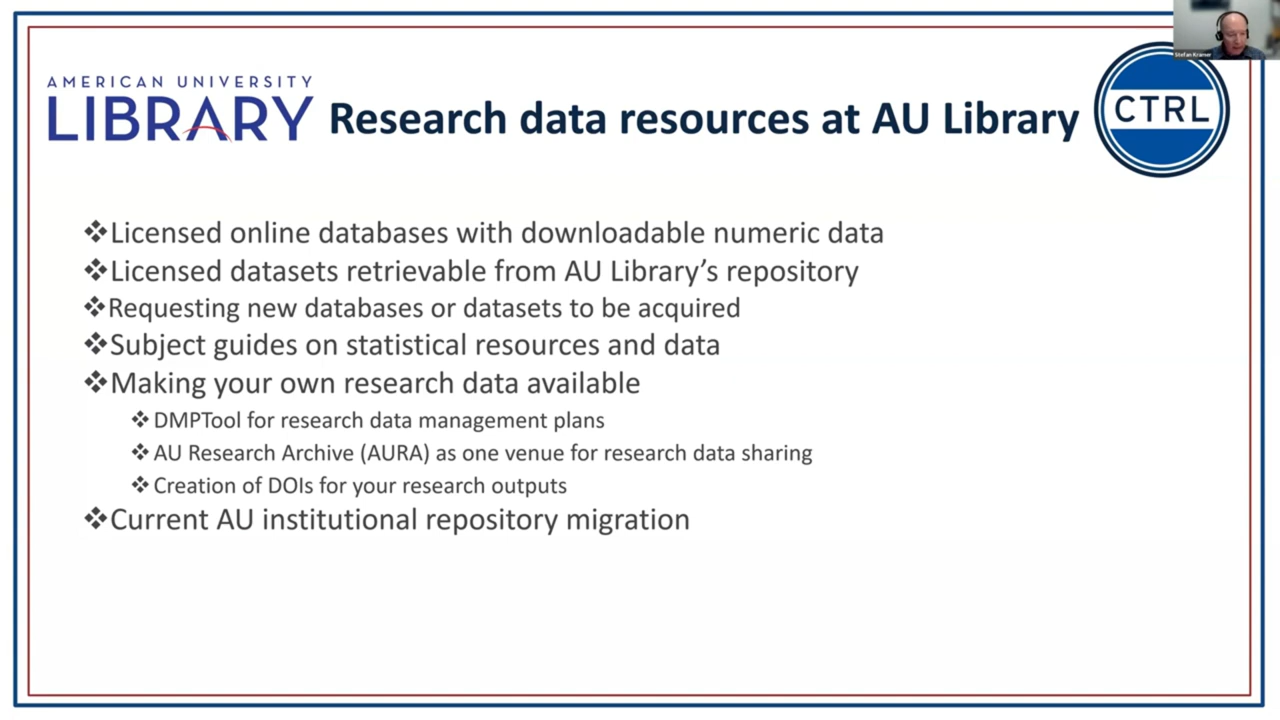 AMERICAN UNIVERSITY
LIBRARY
Research data resources at AU Library
CTRL
Stefan Kramer
❖Licensed online databases with downloadable numeric data
❖Licensed datasets retrievable from AU Library’s repository
❖Requesting new databases or datasets to be acquired
❖Subject guides on statistical resources and data
❖Making your own research data available
❖DMPTool for research data management plans
❖AU Research Archive (AURA) as one venue for research data sharing
❖Creation of DOIs for your research outputs
❖Current AU institutional repository migration